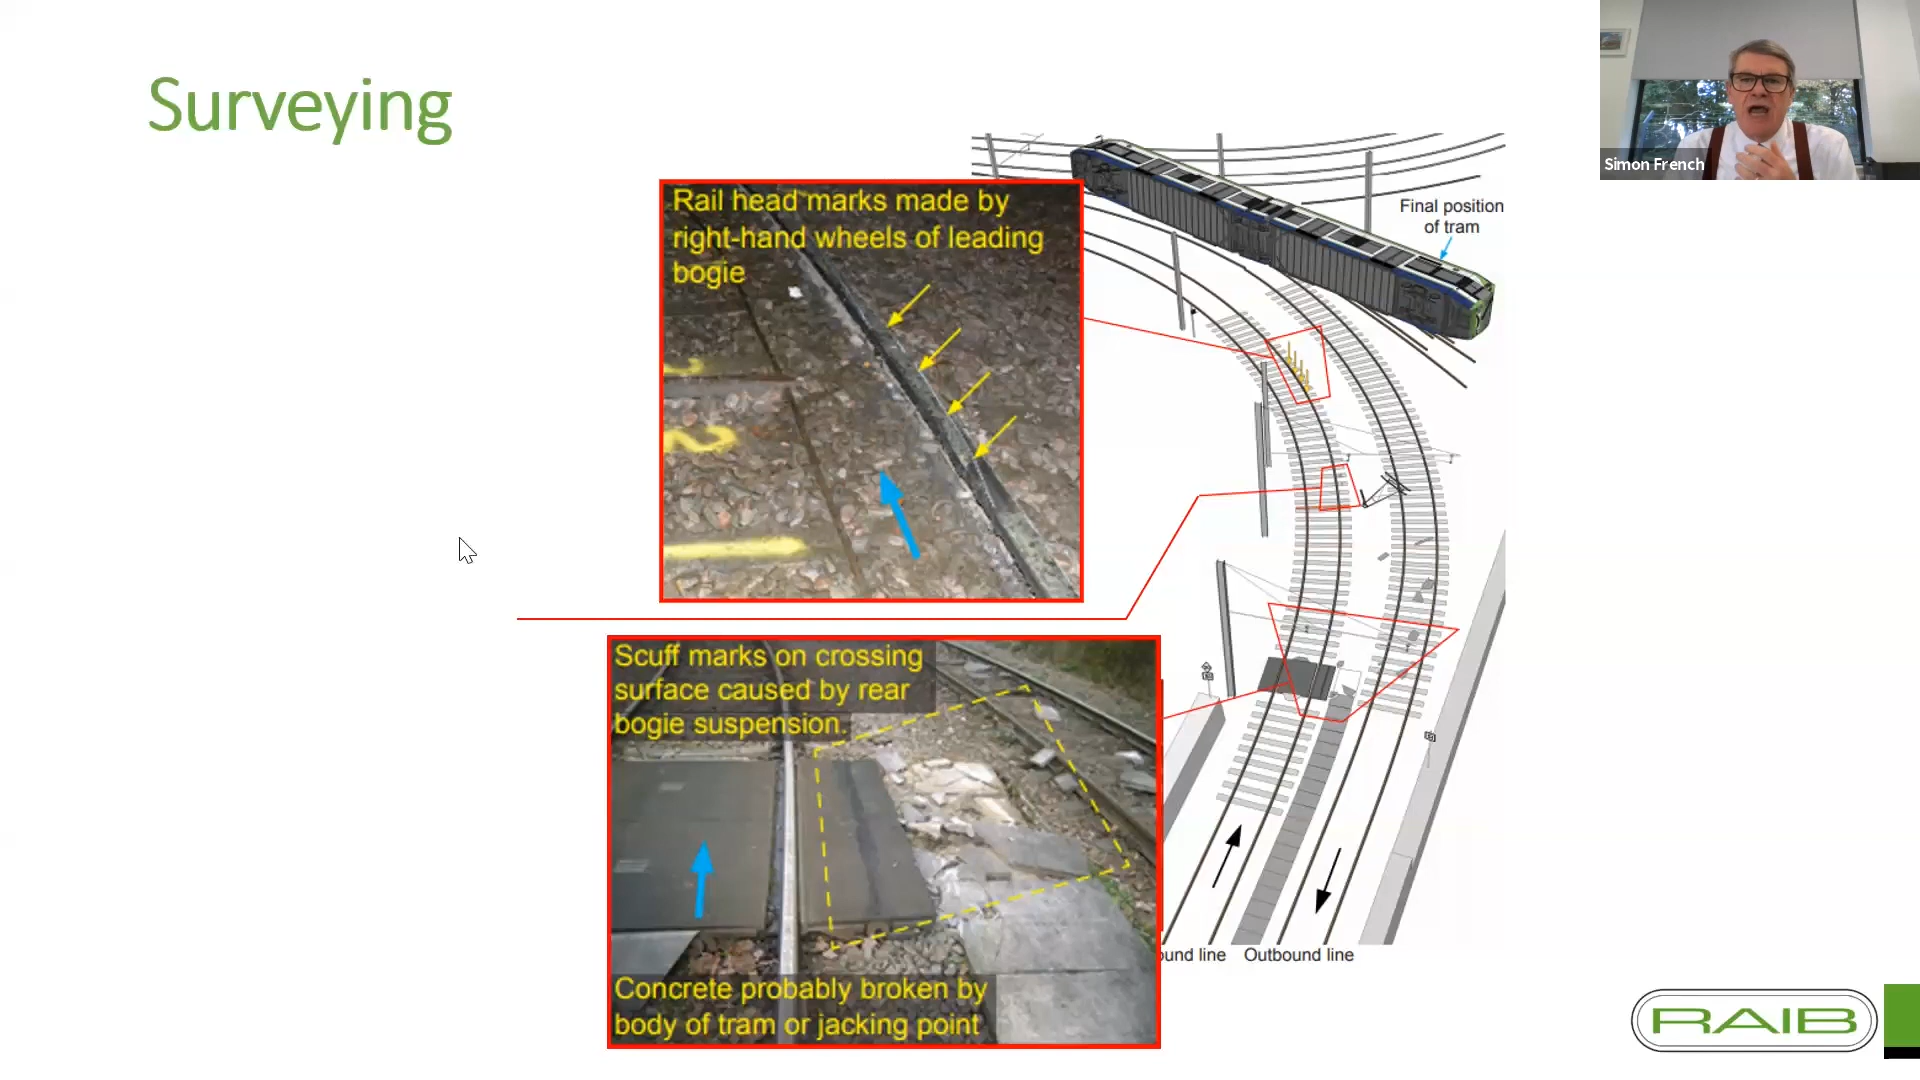 Surveying
Simon French
Rail head marks made by
right-hand wheels of leading
bogie
Final position
of tram
Scuff marks on crossing
surface caused by rear
bogie suspension.
Concrete probably broken by
body of tram or jacking point
ound line Outbound line
RAIB